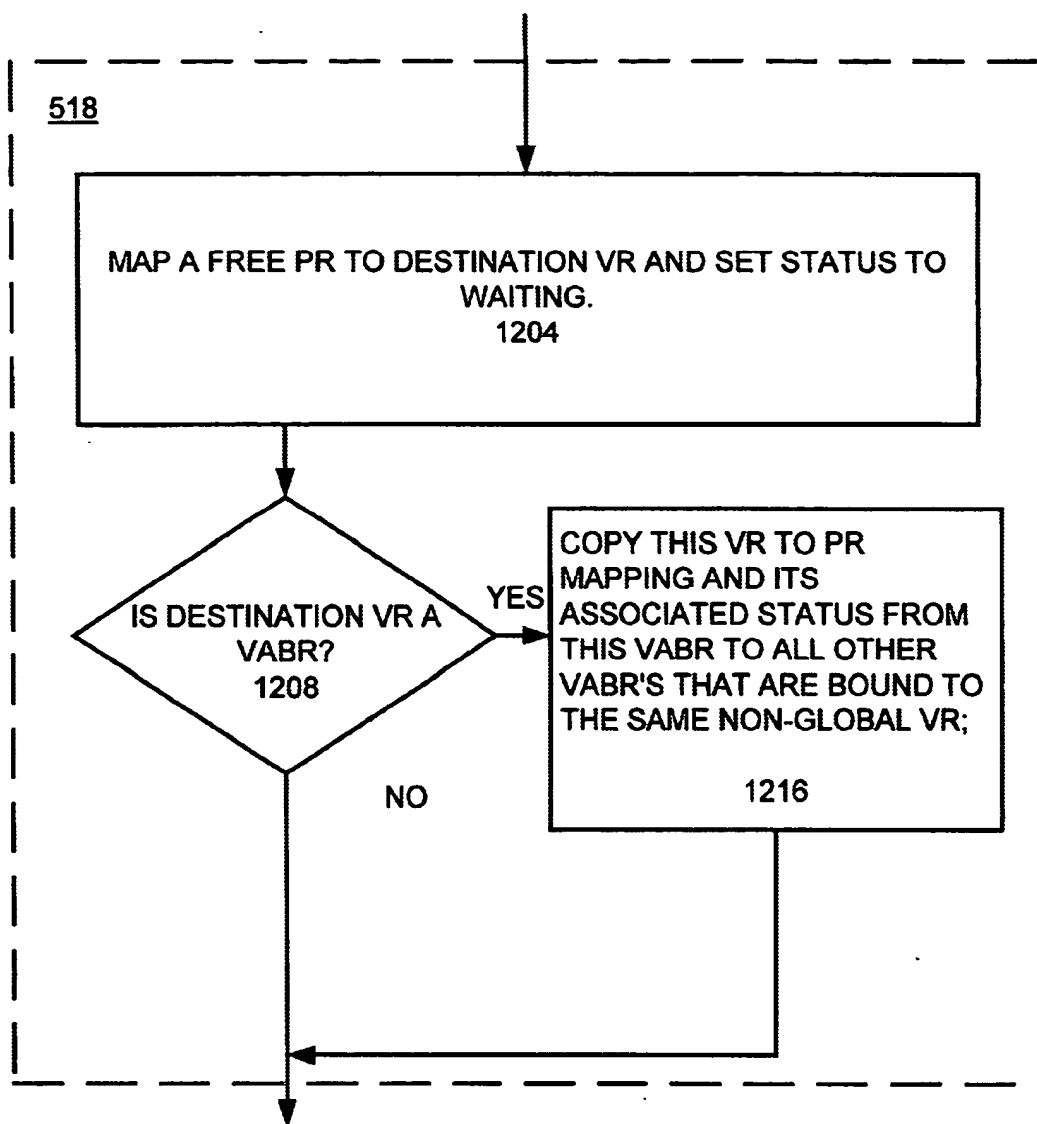 518
MAP A FREE PR TO DESTINATION VR AND SET STATUS TO
WAITING.
1204
IS DESTINATION VR A
VABR?
1208
YES
COPY THIS VR TO PR
MAPPING AND ITS
ASSOCIATED STATUS FROM
THIS VABR TO ALL OTHER
VABR'S THAT ARE BOUND TO
THE SAME NON-GLOBAL VR;
1216
NO